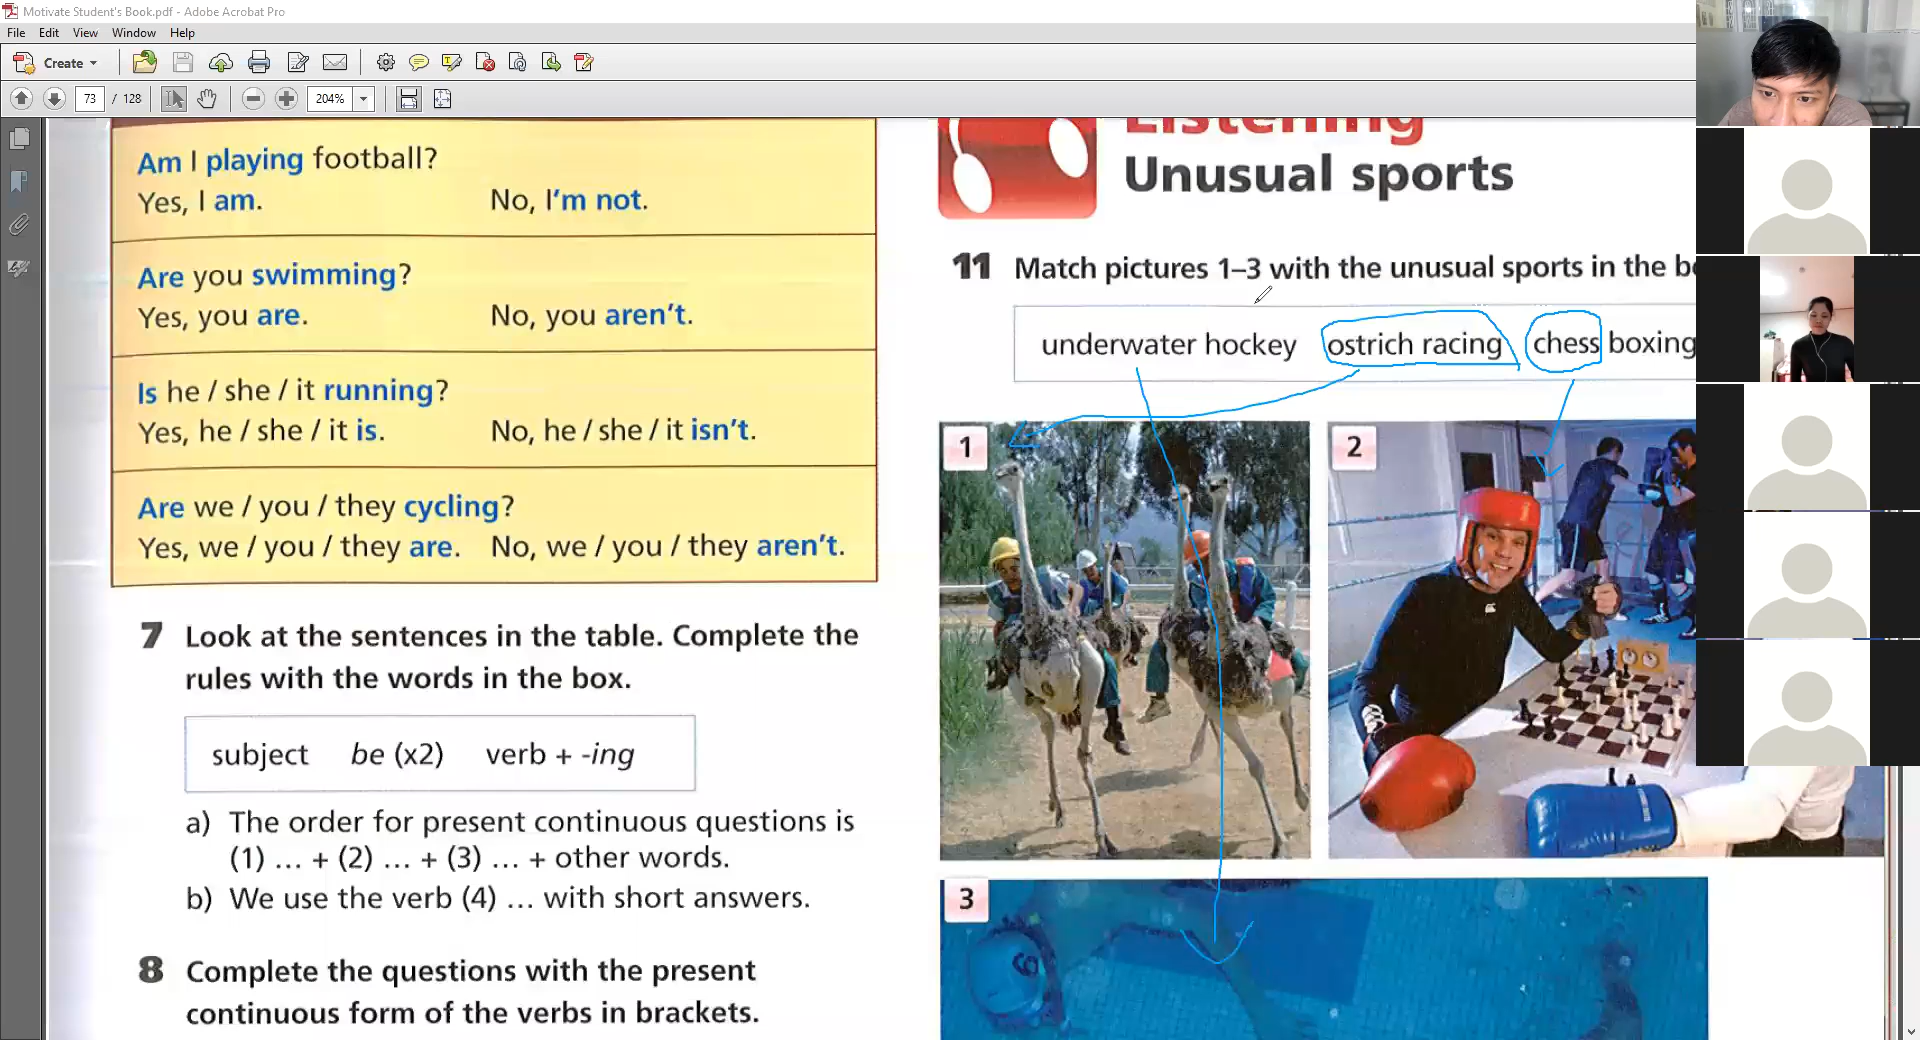 Motivate Student's Book.pdf - Adobe Acrobat Pro
File Edit View Window Help
Create
73 / 128 204%
Am I playing football?
Yes, I am. No, I'm not.
Are you swimming?
Yes, you are. No, you aren't.
Is he / she / it running?
Yes, he / she / it is. No, he / she / it isn't.
Are we / you / they cycling?
Yes, we / you / they are. No, we / you / they aren't.
7 Look at the sentences in the table. Complete the
rules with the words in the box.
subject be (x2) verb + -ing
a) The order for present continuous questions is
(1) … + (2) … + (3) … + other words.
b) We use the verb (4) … with short answers.
8 Complete the questions with the present
continuous form of the verbs in brackets.
Listening
Unusual sports
11 Match pictures 1–3 with the unusual sports in the
underwater hockey ostrich racing chess boxing
1
2
3
6